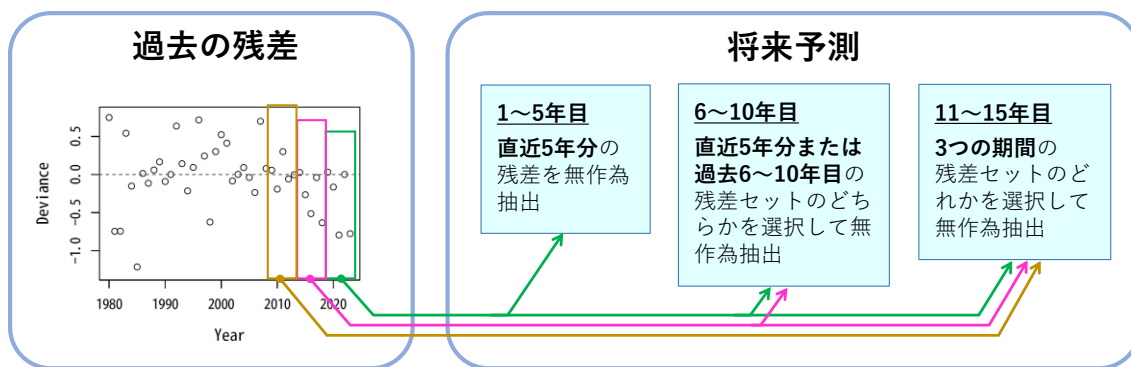 過去の残差
Deviance
0.5
0.0
−0.5
−1.0
1980 1990 2000 2010 2020
Year
将来予測
1～5年目
直近5年分の
残差を無作為
抽出
6～10年目
直近5年分または
過去6～10年目の
残差セットのどち
らかを選択して無
作為抽出
11～15年目
3つの期間の
残差セットのど
れかを選択して
無作為抽出